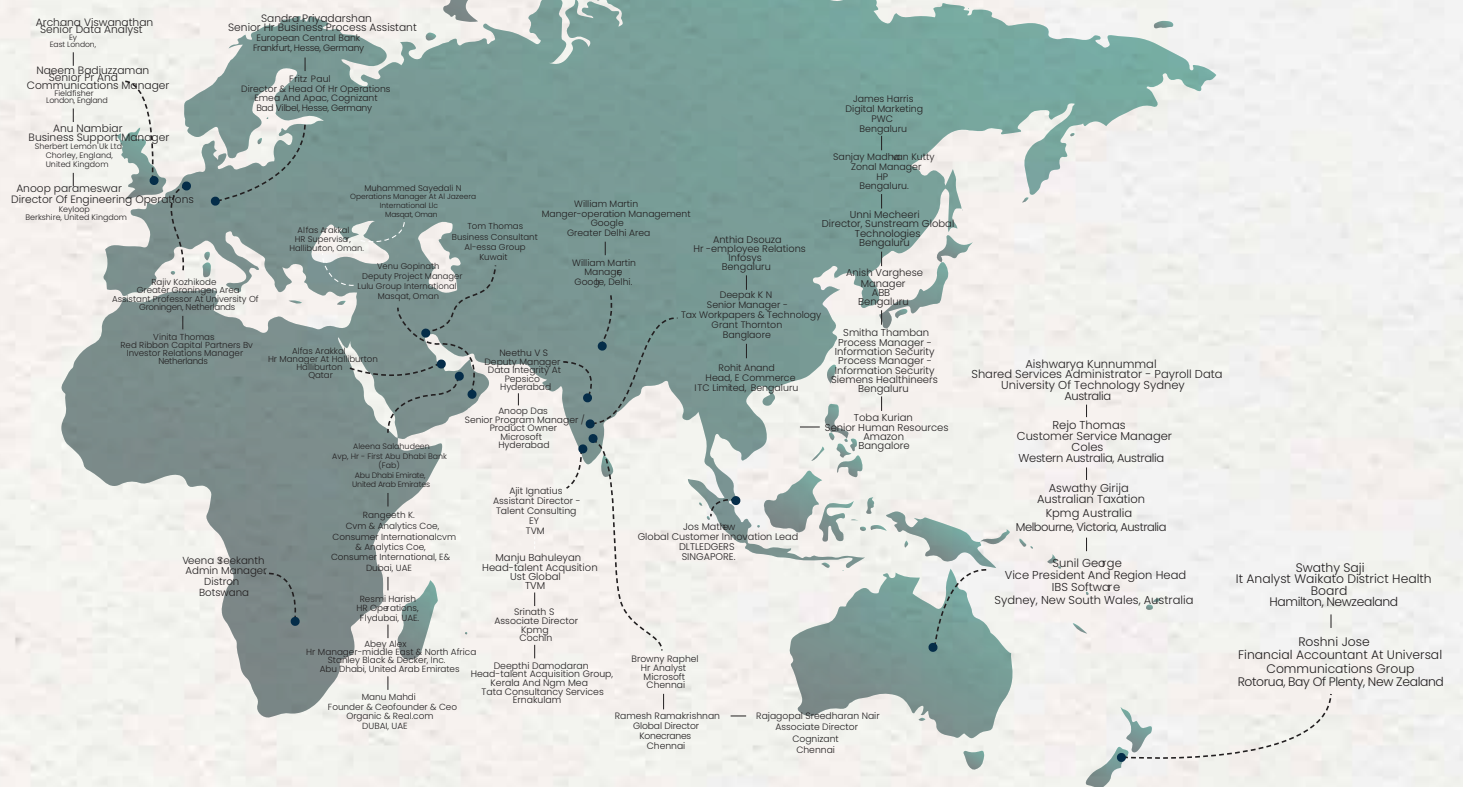 Archana Viswanathan
Senior Data Analyst
Ey
East London,
Naeem Badiuzzaman
Senior Pr And
Communications Manager
Fieldfisher
London, England
Anu Nambiar
Business Support Manager
Sherbert Lemon Uk Ltd.
Chorley, England,
United Kingdom
Anoop parameswar
Director Of Engineering Operations
Keyloop
Berkshire, United Kingdom
Sandra Priyadarshan
Senior Hr Business Process Assistant
European Central Bank
Frankfurt, Hesse, Germany
Fritz Paul
Director & Head Of Hr Operations
Emea And Apac, Cognizant
Bad Vilbel, Hesse, Germany
Rajiv Kozhikode
Greater Groningen Area
Assistant Professor At University Of
Groningen, Netherlands
Vinita Thomas
Red Ribbon Capital Partners Bv
Investor Relations Manager
Netherlands
Muhammed Sayedali N
Operations Manager At Al Jazeera
International Llc
Masqat, Oman
Alfas Arakkal
HR Supervisor,
Halliburton, Oman.
Venu Gopinath
Deputy Project Manager
Lulu Group International
Masqat, Oman
Tom Thomas
Business Consultant
Al-essa Group
Kuwait
Alfas Arakkal
Hr Manager At Halliburton
Halliburton
Qatar
Aleena Salahudeen
Avp, Hr - First Abu Dhabi Bank
(Fab)
Abu Dhabi Emirate,
United Arab Emirates
Rangeeth K.
Cvm & Analytics Coe,
Consumer Internationalcvm
& Analytics Coe,
Consumer International, E&
Dubai, UAE
Resmi Harish
HR Operations,
Flydubai, UAE.
Abey Alex
Hr Manager-middle East & North Africa
Stanley Black & Decker, Inc.
Abu Dhabi, United Arab Emirates
Manu Mahdi
Founder & Ceofounder & Ceo
Organic & Real.com
DUBAI, UAE
Veena Sreekanth
Admin Manager
Distron
Botswana
William Martin
Manger-operation Management
Google
Greater Delhi Area
William Martin
Manager
Google, Delhi.
Neethu V S
Deputy Manager
Data Integrity At
Pepsico
Hyderabad
Anoop Das
Senior Program Manager /
Product Owner
Microsoft
Hyderabad
Ajit Ignatius
Assistant Director -
Talent Consulting
EY
TVM
Manju Bahuleyan
Head-talent Acqusition
Ust Global
TVM
Srinath S
Associate Director
Kpmg
Cochin
Deepthi Damodaran
Head-talent Acquisition Group,
Kerala And Ngm Mea
Tata Consultancy Services
Ernakulam
Browny Raphel
Hr Analyst
Microsoft
Chennai
Ramesh Ramakrishnan
Global Director
Konecranes
Chennai
Rajagopal Sreedharan Nair
Associate Director
Cognizant
Chennai
Anthia Dsouza
Hr -employee Relations
Infosys
Bengaluru
Deepak K N
Senior Manager -
Tax Workpapers & Technology
Grant Thornton
Banglaore
Rohit Anand
Head, E Commerce
ITC Limited, Bengaluru
James Harris
Digital Marketing
PWC
Bengaluru
Sanjay Madhavan Kutty
Zonal Manager
HP
Bengaluru.
Unni Mecheeri
Director, Sunstream Global
Technologies
Bengaluru
Anish Varghese
Manager
ABB
Bengaluru
Smitha Thamban
Process Manager -
Information Security
Process Manager -
Information Security
Siemens Healthineers
Bengaluru
Toba Kurian
Senior Human Resources
Amazon
Bangalore
Jos Mattew
Global Customer Innovation Lead
DLTLEDGERS
SINGAPORE.
Aishwarya Kunnummal
Shared Services Administrator - Payroll Data
University Of Technology Sydney
Australia
Rejo Thomas
Customer Service Manager
Coles
Western Australia, Australia
Aswathy Girija
Australian Taxation
Kpmg Australia
Melbourne, Victoria, Australia
Sunil George
Vice President And Region Head
IBS Software
Sydney, New South Wales, Australia
Swathy Saji
It Analyst Waikato District Health
Board
Hamilton, Newzealand
Roshni Jose
Financial Accountant At Universal
Communications Group
Rotorua, Bay Of Plenty, New Zealand